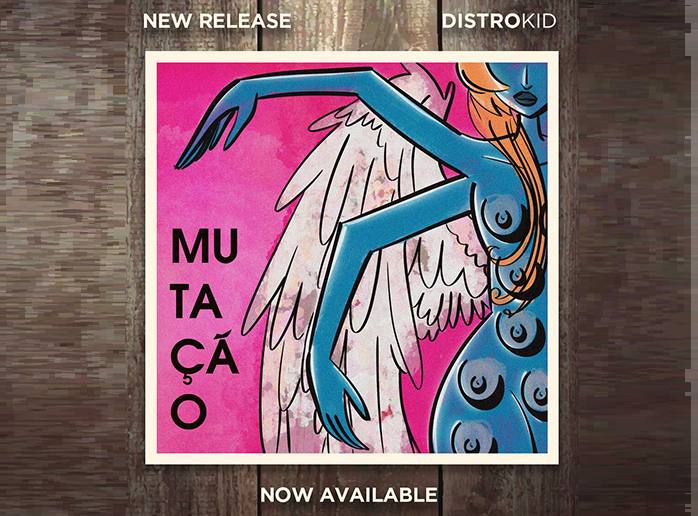 NEW RELEASE
DISTROKID
MU
TA
ÇÃ
O
NOW AVAILABLE